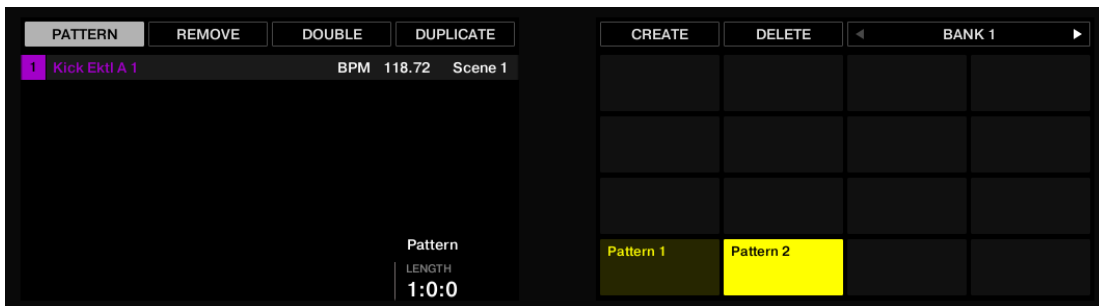 PATTERN REMOVE DOUBLE DUPLICATE
1 Kick Ektl A 1 BPM 118.72 Scene 1
Pattern
LENGTH
1:0:0
CREATE DELETE BANK 1
Pattern 1 Pattern 2